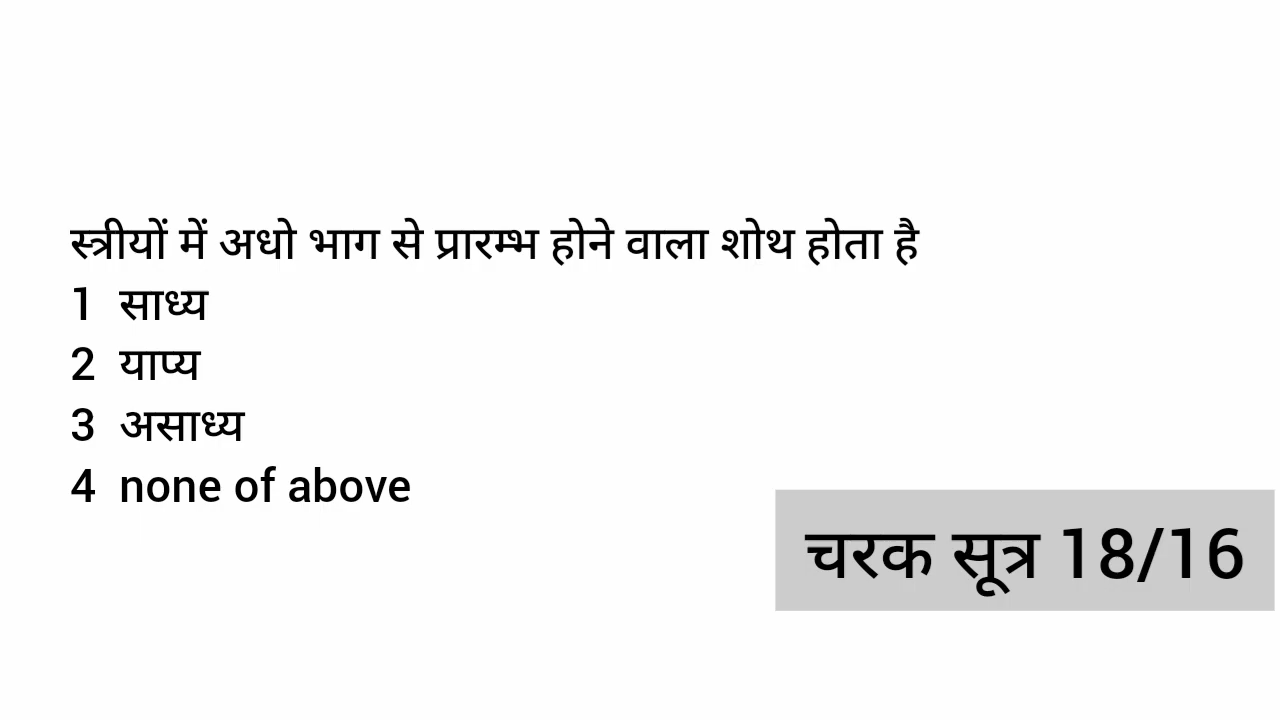 स्त्रीयों में अधो भाग से प्रारम्भ होने वाला शोथ होता है
1 साध्य
2 याप्य
3 असाध्य
4 none of above
चरक सूत्र 18/16